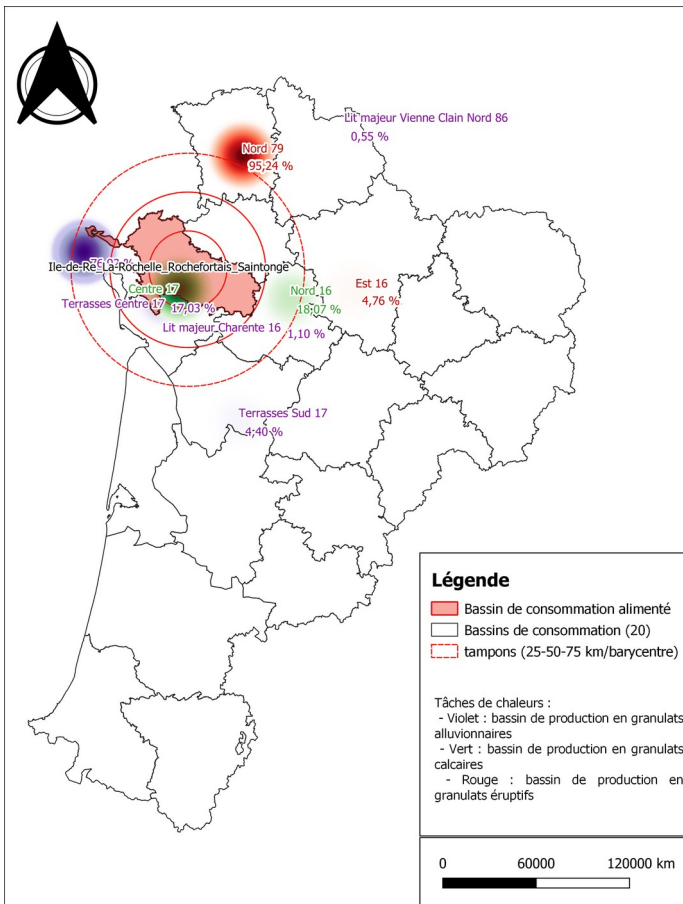 Lit majeur Vienne Clain Nord 86
0,55 %
Nord 79
95,24 %
Ile-de-Ré_La-Rochelle_Rochefortais_Saintonge
Centre 17
Terrasses Centre 17
17,03 %
Nord 16
18,07 %
Est 16
4,76 %
Lit majeur Charente 16
1,10 %
Terrasses Sud 17
4,40 %
Légende
Bassin de consommation alimenté
Bassins de consommation (20)
tampons (25-50-75 km/barycentre)
Tâches de chaleurs :
- Violet : bassin de production en granulats
alluvionnaires
- Vert : bassin de production en granulats
calcaires
- Rouge : bassin de production en
granulats éruptifs
0 60000 120000 km